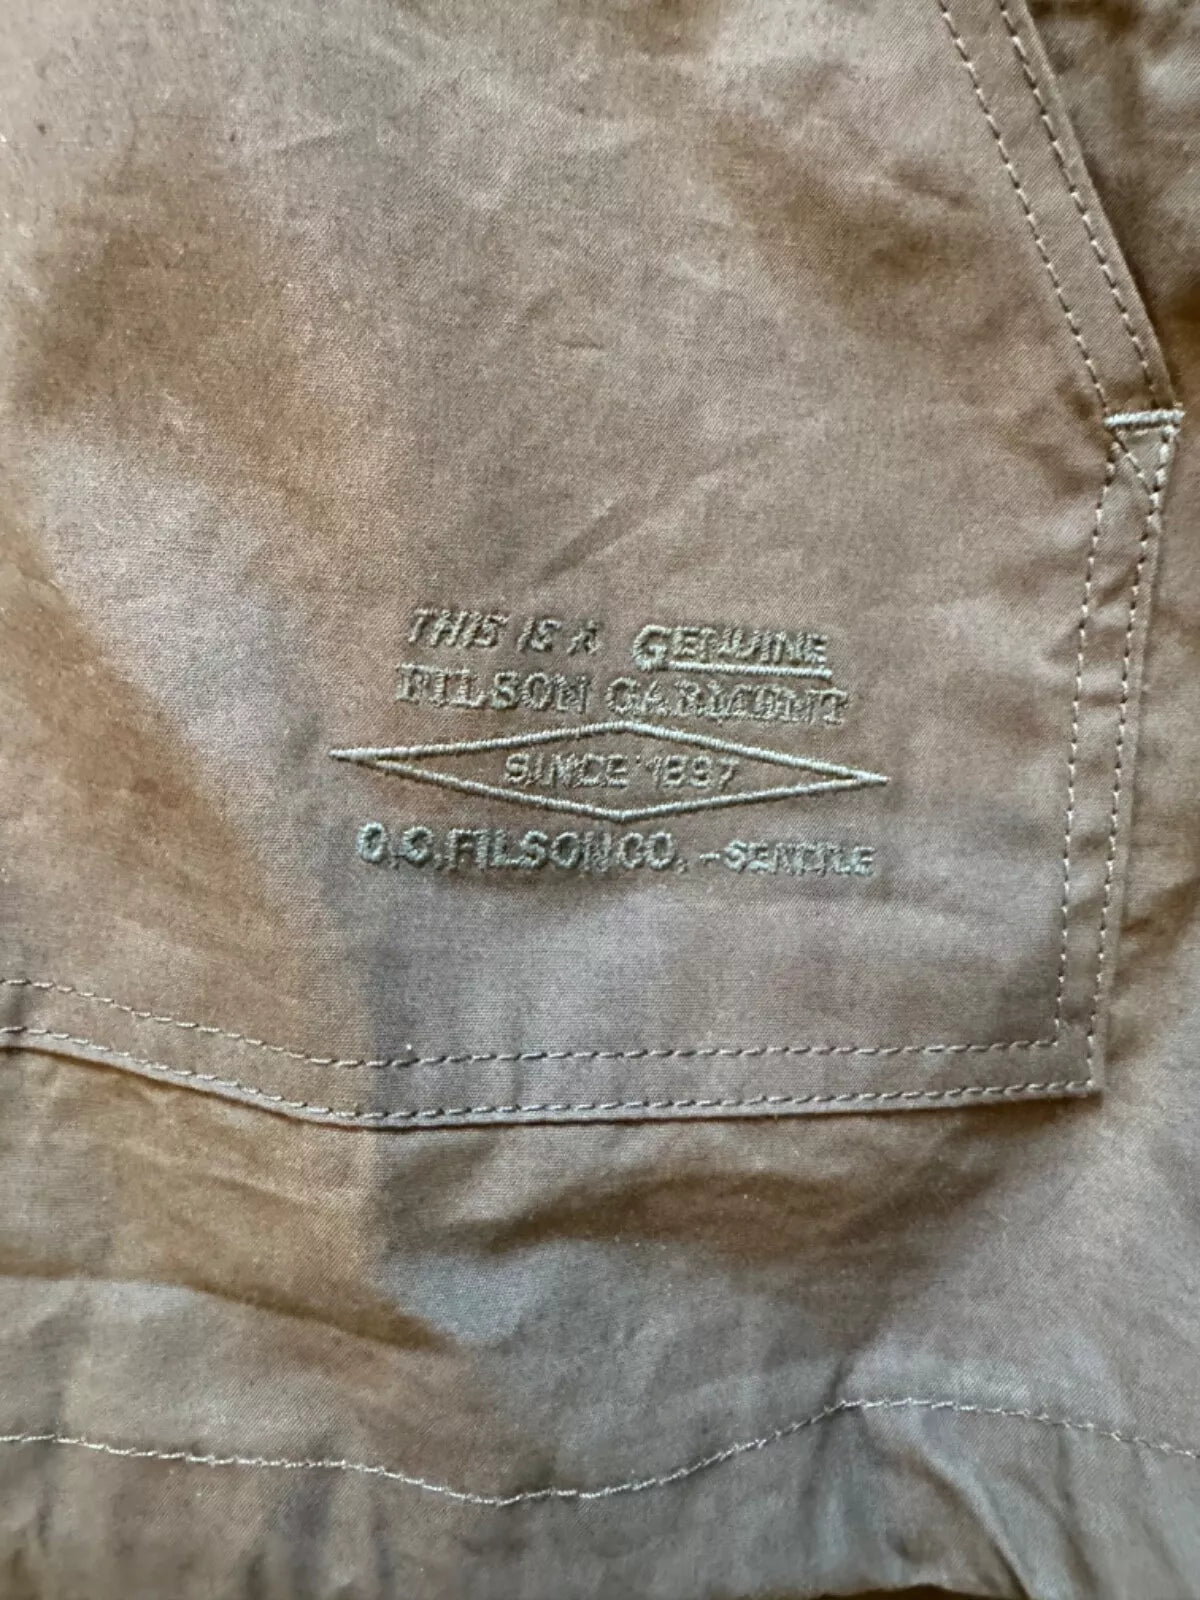 THIS IS A GENUINE
FILSON GARMENT
SINCE 1897
C.C. FILSON CO. - SEATTLE